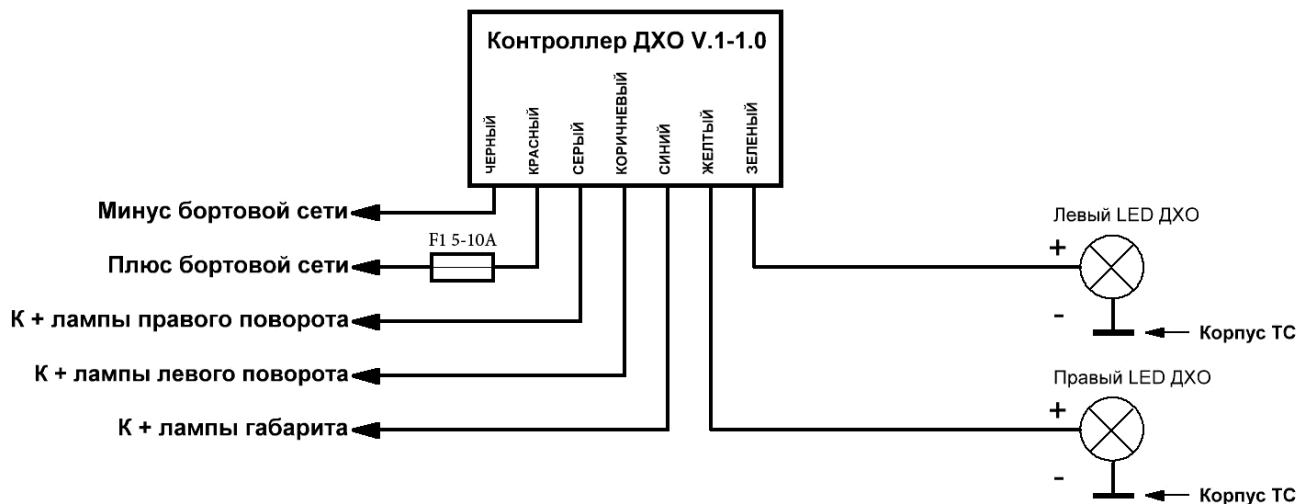 Контроллер ДХО V.1-1.0
ЧЕРНЫЙ
КРАСНЫЙ
СЕРЫЙ
КОРИЧНЕВЫЙ
СИНИЙ
ЖЕЛТЫЙ
ЗЕЛЕНЫЙ
Минус бортовой сети
F1 5-10A
Плюс бортовой сети
К + лампы правого поворота
К + лампы левого поворота
К + лампы габарита
Левый LED ДХО
+
-
Корпус ТС
Правый LED ДХО
+
-
Корпус ТС